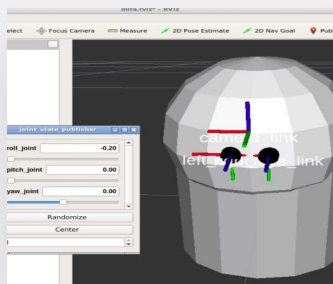 mira.rviz* - RViz
elect Focus Camera Measure 2D Pose Estimate 2D Nav Goal Publ
joint_state_publisher
roll_joint -0.20
pitch_joint 0.00
yaw_joint 0.00
Randomize
Center